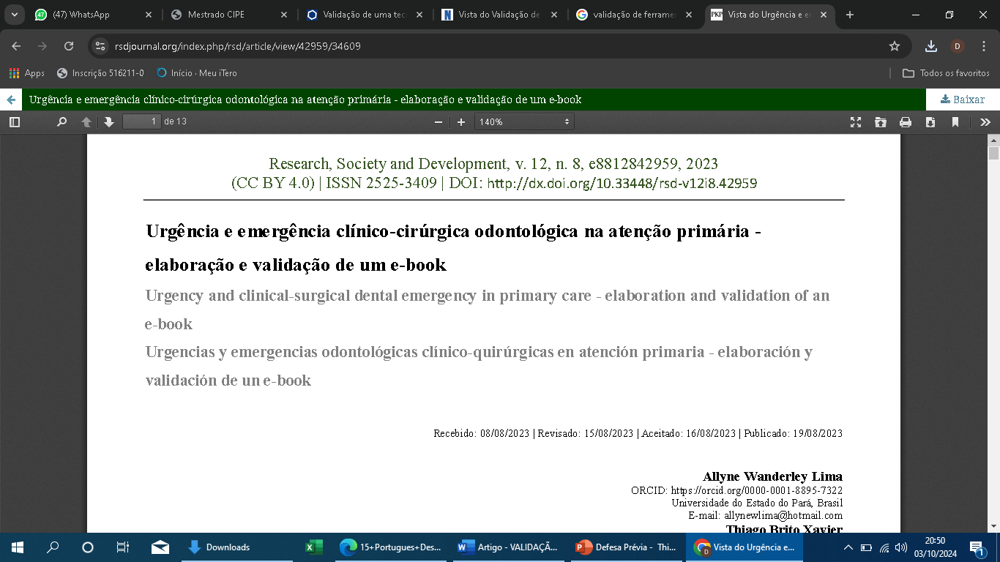 (47) WhatsApp
Mestrado CIPE
Validação de uma tec
Vista do Validação de
validação de ferrame
Vista do Urgência e e
rsdjournal.org/index.php/rsd/article/view/42959/34609
Apps
Inscrição 516211-0
Início · Meu iTero
Todos os favoritos
Urgência e emergência clínico-cirúrgica odontológica na atenção primária - elaboração e validação de um e-book
Baixar
1 de 13
140%
Research, Society and Development, v. 12, n. 8, e8812842959, 2023
(CC BY 4.0) | ISSN 2525-3409 | DOI: http://dx.doi.org/10.33448/rsd-v12i8.42959
Urgência e emergência clínico-cirúrgica odontológica na atenção primária -
elaboração e validação de um e-book
Urgency and clinical-surgical dental emergency in primary care - elaboration and validation of an
e-book
Urgencias y emergencias odontológicas clínico-quirúrgicas en atención primaria - elaboración y
validación de un e-book
Recebido: 08/08/2023 | Revisado: 15/08/2023 | Aceitado: 16/08/2023 | Publicado: 19/08/2023
Allyne Wanderley Lima
ORCID: https://orcid.org/0000-0001-8895-7322
Universidade do Estado do Pará, Brasil
E-mail: allynewlima@hotmail.com
Thiago Brito Xavier
Downloads
15+Portugues+Des...
Artigo - VALIDAÇÃ...
Defesa Prévia - Thi...
Vista do Urgência e...
20:50
03/10/2024